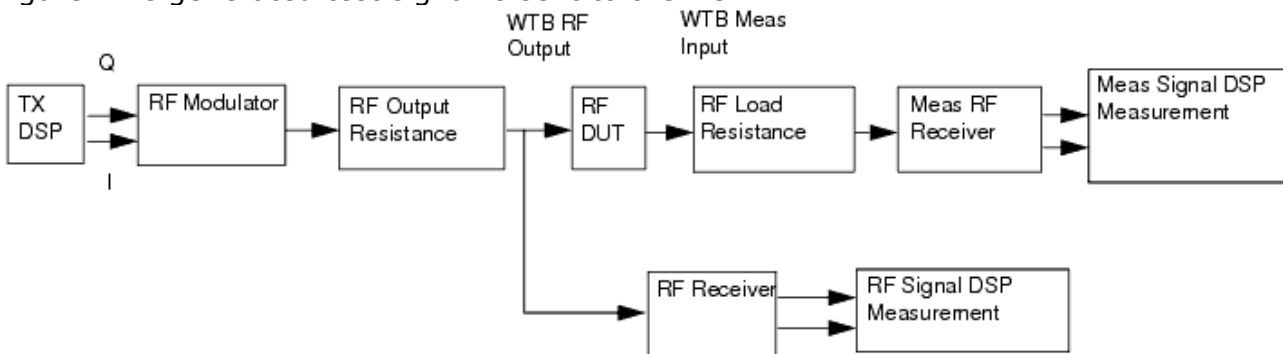 WTB RF
Output
WTB Meas
Input
Q
TX
DSP
RF Modulator
RF Output
Resistance
RF
DUT
RF Load
Resistance
Meas RF
Receiver
Meas Signal DSP
Measurement
I
RF Receiver
RF Signal DSP
Measurement